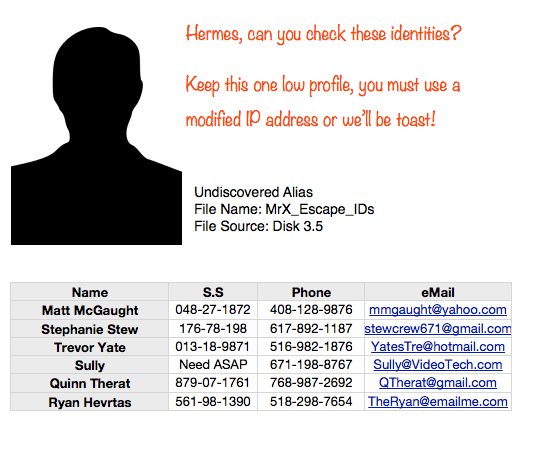 Hermes, can you check these identities?
Keep this one low profile, you must use a
modified IP address or we'll be toast!
Undiscovered Alias
File Name: MrX_Escape_IDs
File Source: Disk 3.5
Name S.S Phone eMail
Matt McGaught 048-27-1872 408-128-9876 mmgaught@yahoo.com
Stephanie Stew 176-78-198 617-892-1187 stewcrew671@gmail.com
Trevor Yate 013-18-9871 516-982-1876 YatesTre@hotmail.com
Sully Need ASAP 671-198-8767 Sully@VideoTech.com
Quinn Therat 879-07-1761 768-987-2692 QTherat@gmail.com
Ryan Hevrtas 561-98-1390 518-298-7654 TheRyan@emailme.com